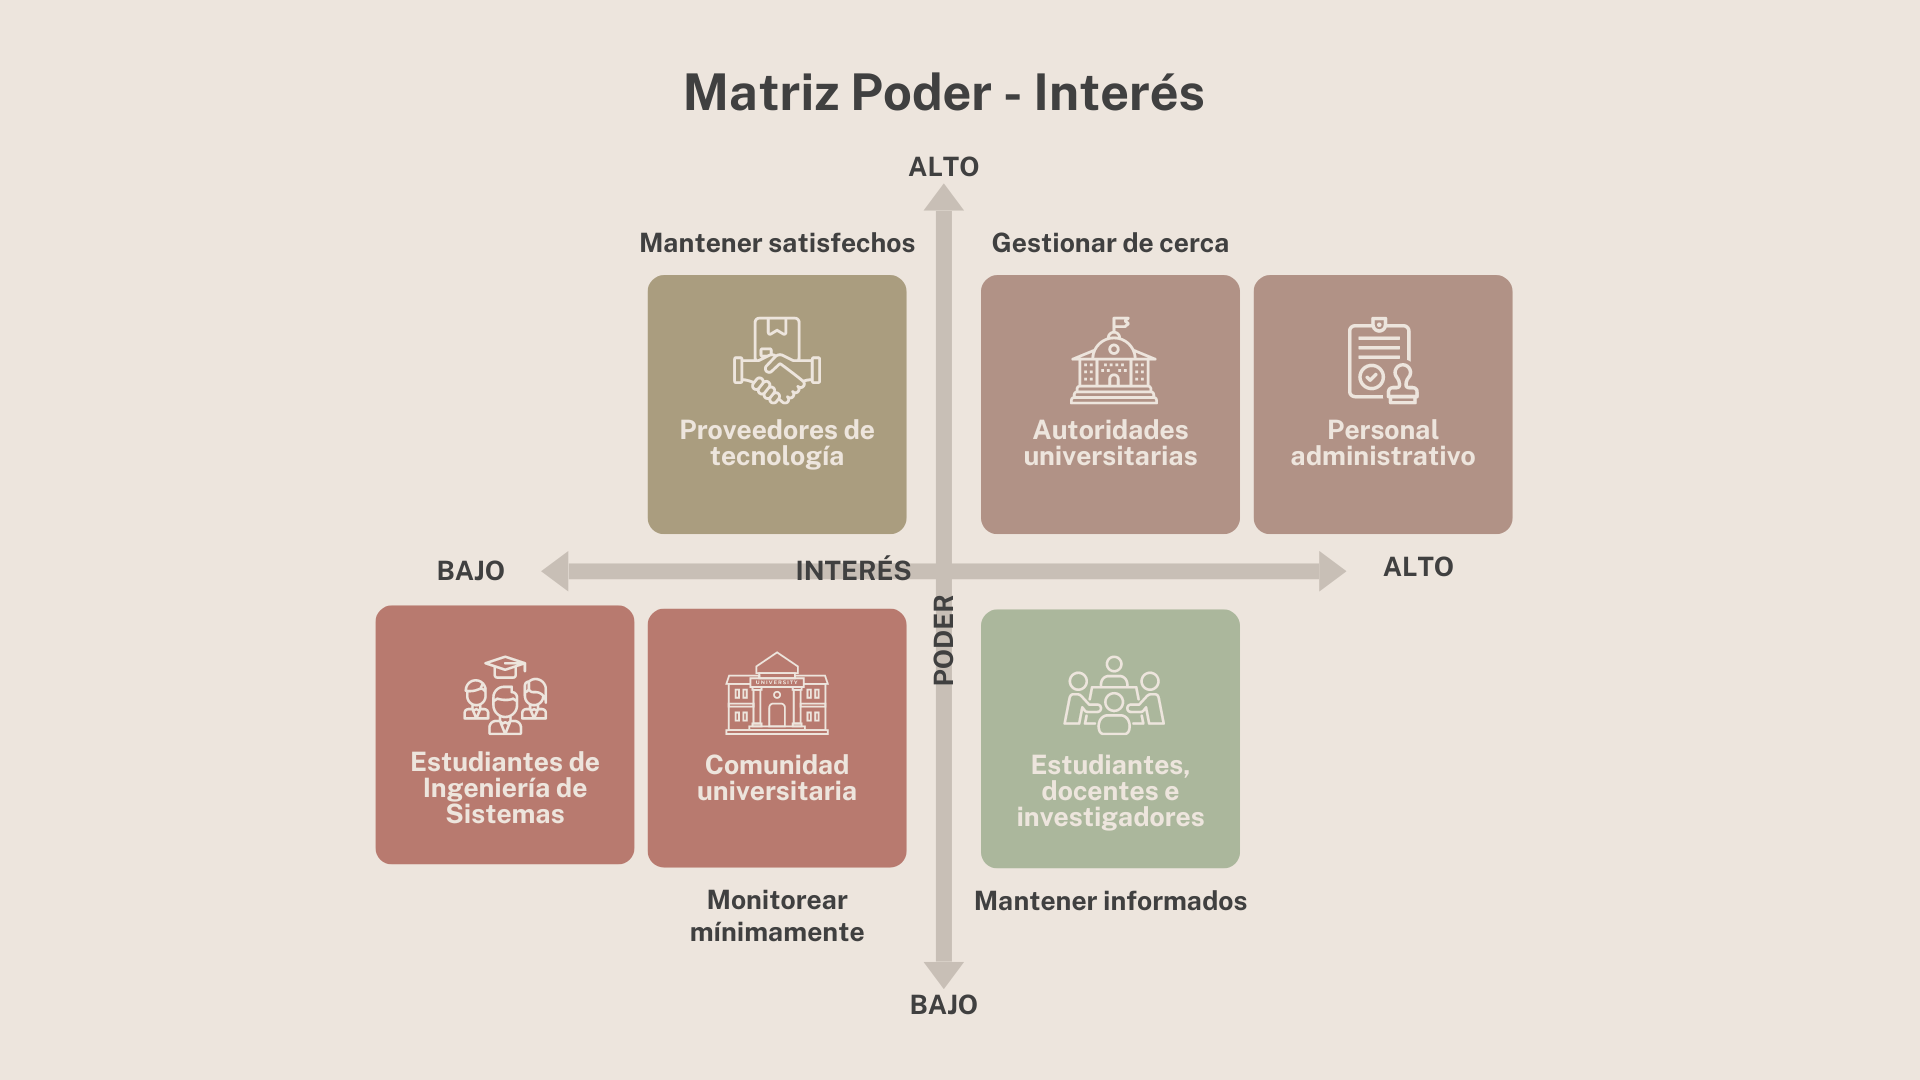 Matriz Poder - Interés
ALTO
Mantener satisfechos
Gestionar de cerca
Proveedores de
tecnología
Autoridades
universitarias
Personal
administrativo
BAJO
INTERÉS
ALTO
PODER
Estudiantes de
Ingeniería de
Sistemas
UNIVERSITY
Comunidad
universitaria
Estudiantes,
docentes e
investigadores
Monitorear
mínimamente
Mantener informados
BAJO